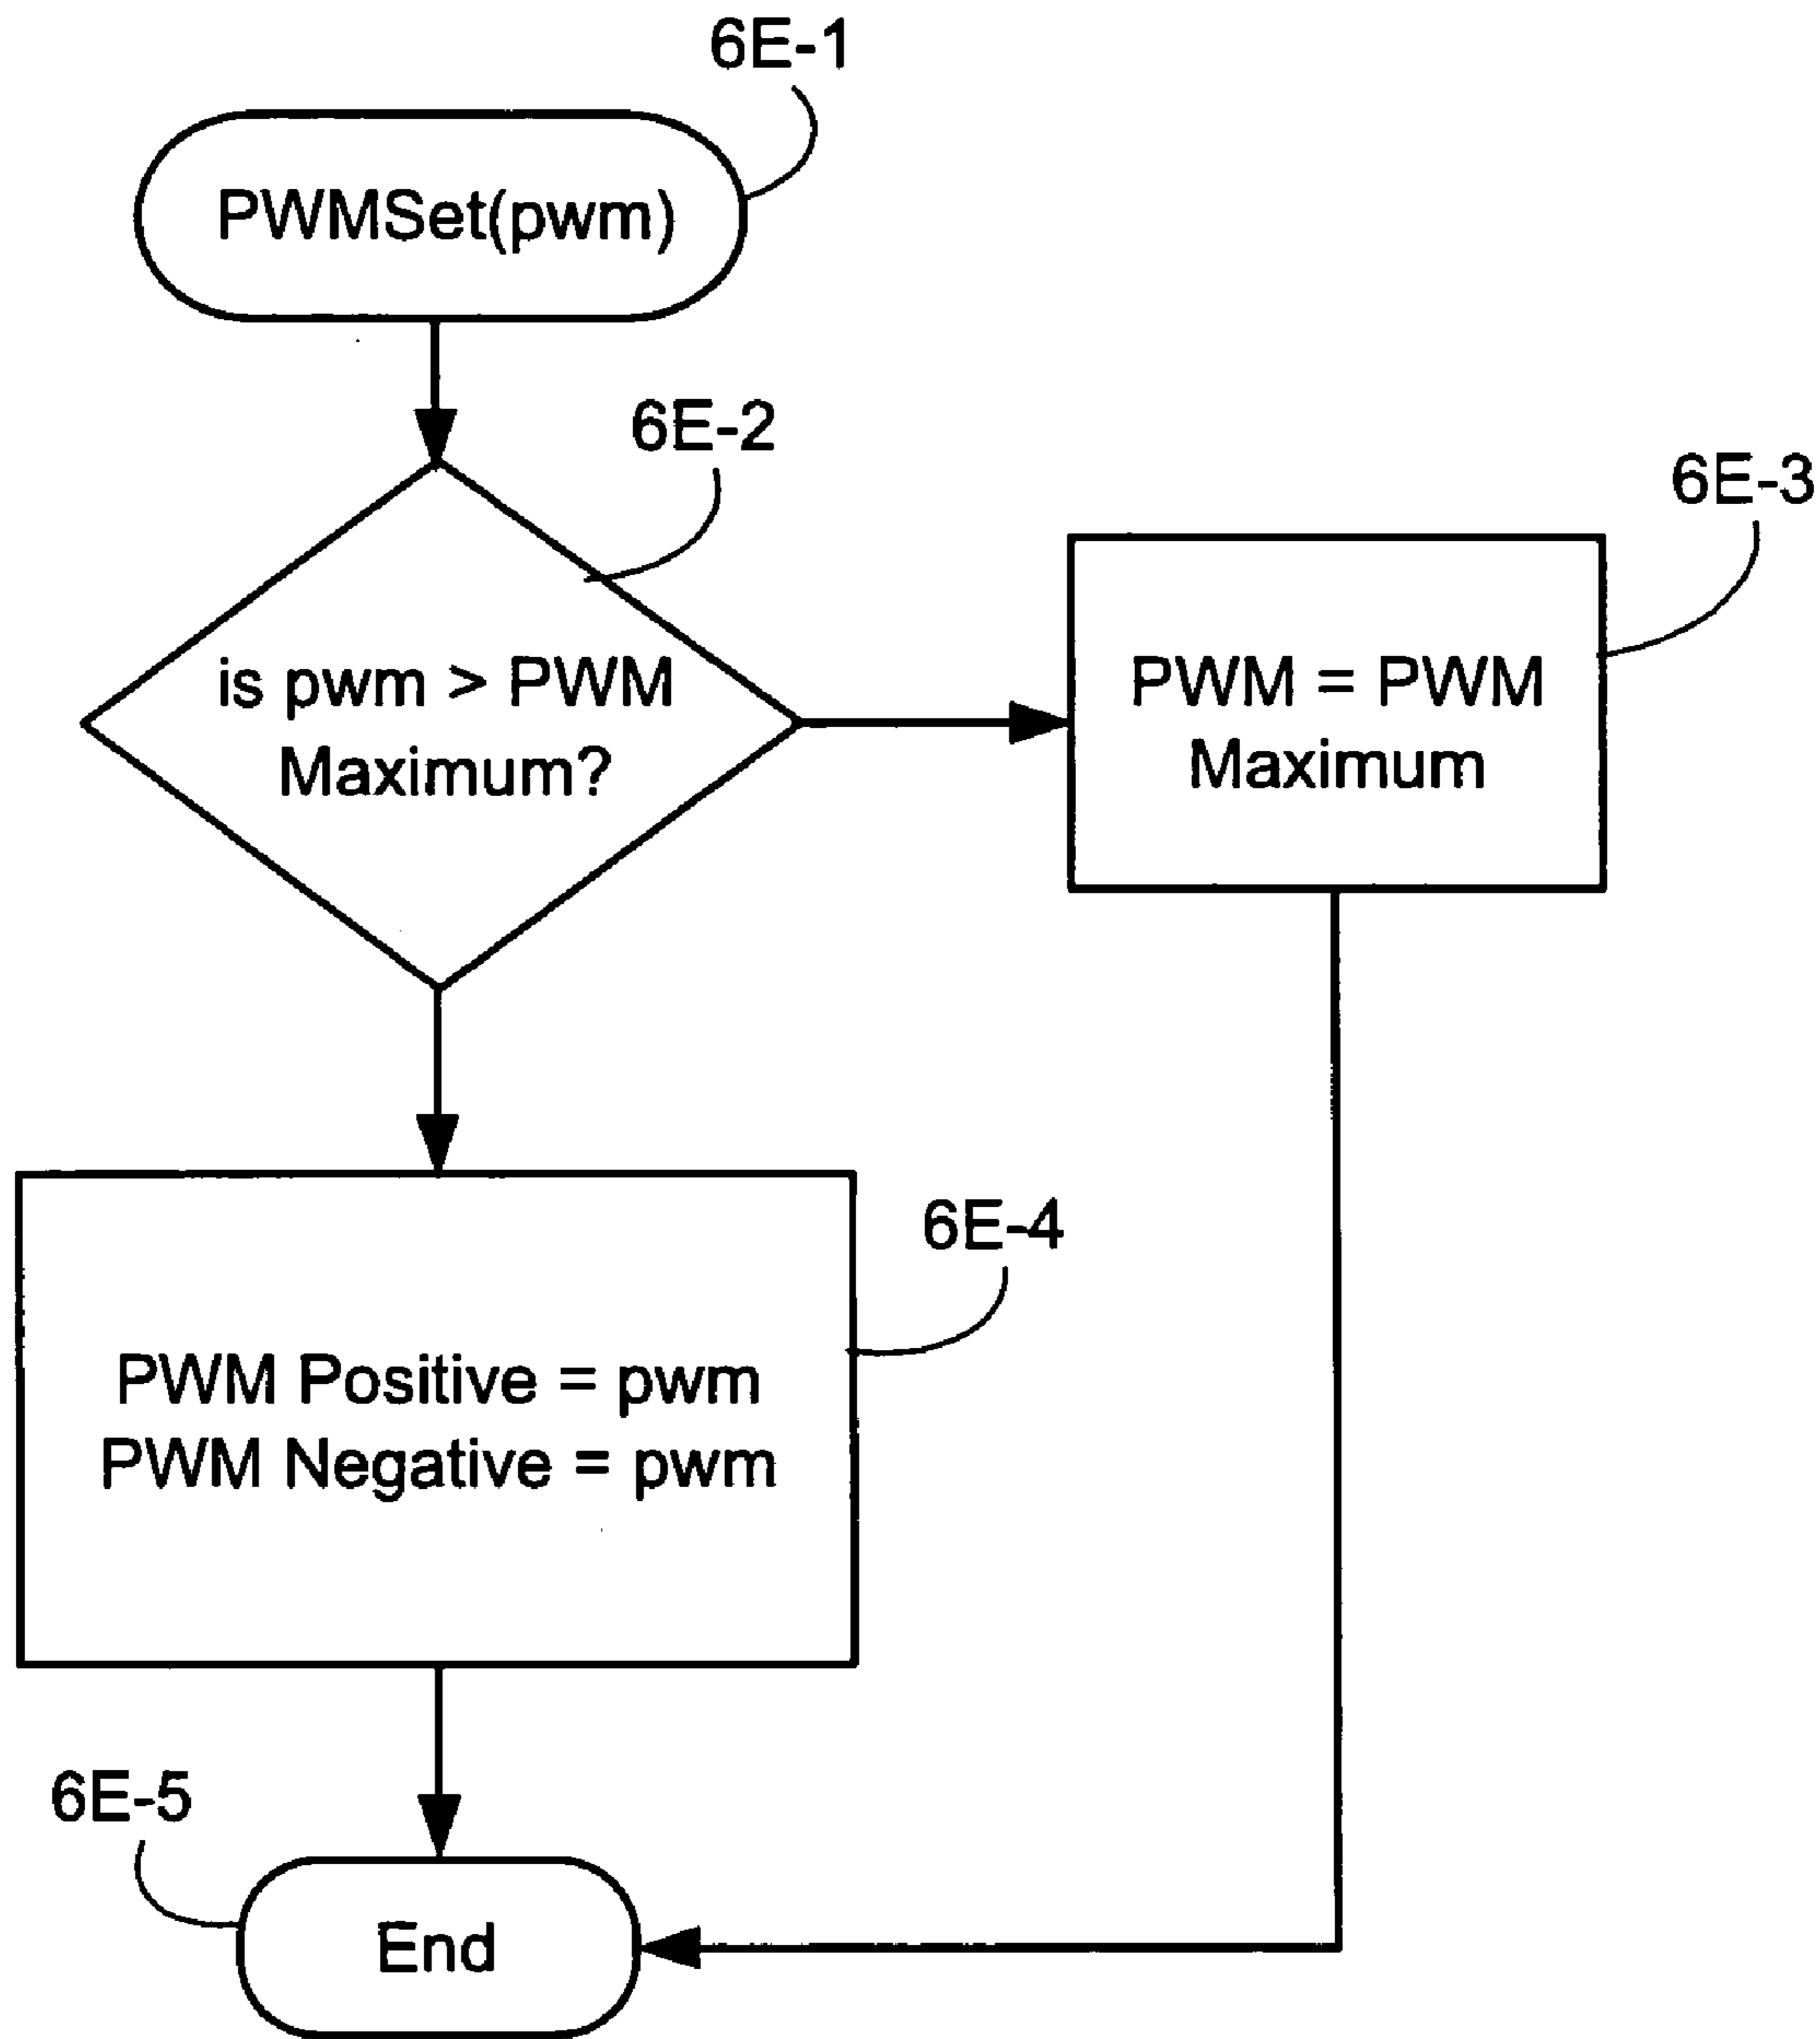 6E-1
PWMSet(pwm)
6E-2
is pwm > PWM
Maximum?
6E-3
PWM = PWM
Maximum
6E-4
PWM Positive = pwm
PWM Negative = pwm
6E-5
End